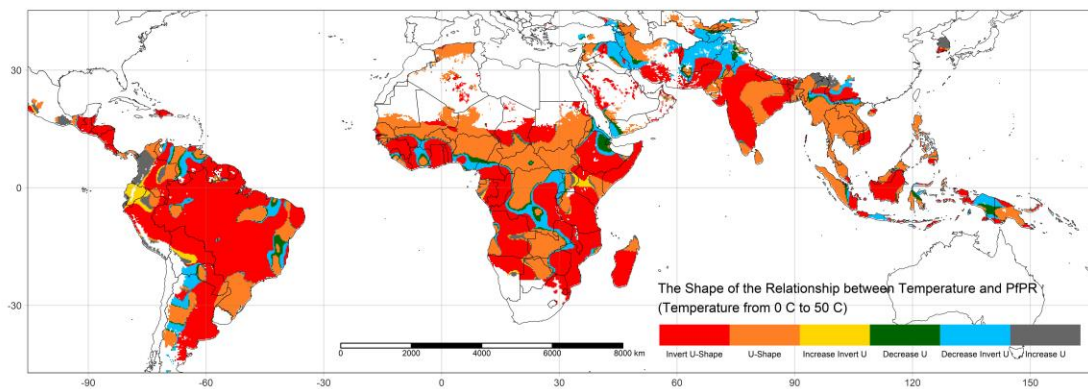 30
0
-30
The Shape of the Relationship between Temperature and PfPR
(Temperature from 0 C to 50 C)
Invert U-Shape U-Shape Increase Invert U Decrease U Decrease Invert U Increase U
0 2000 4000 6000 8000 km
-90 -60 -30 0 30 60 90 120 150